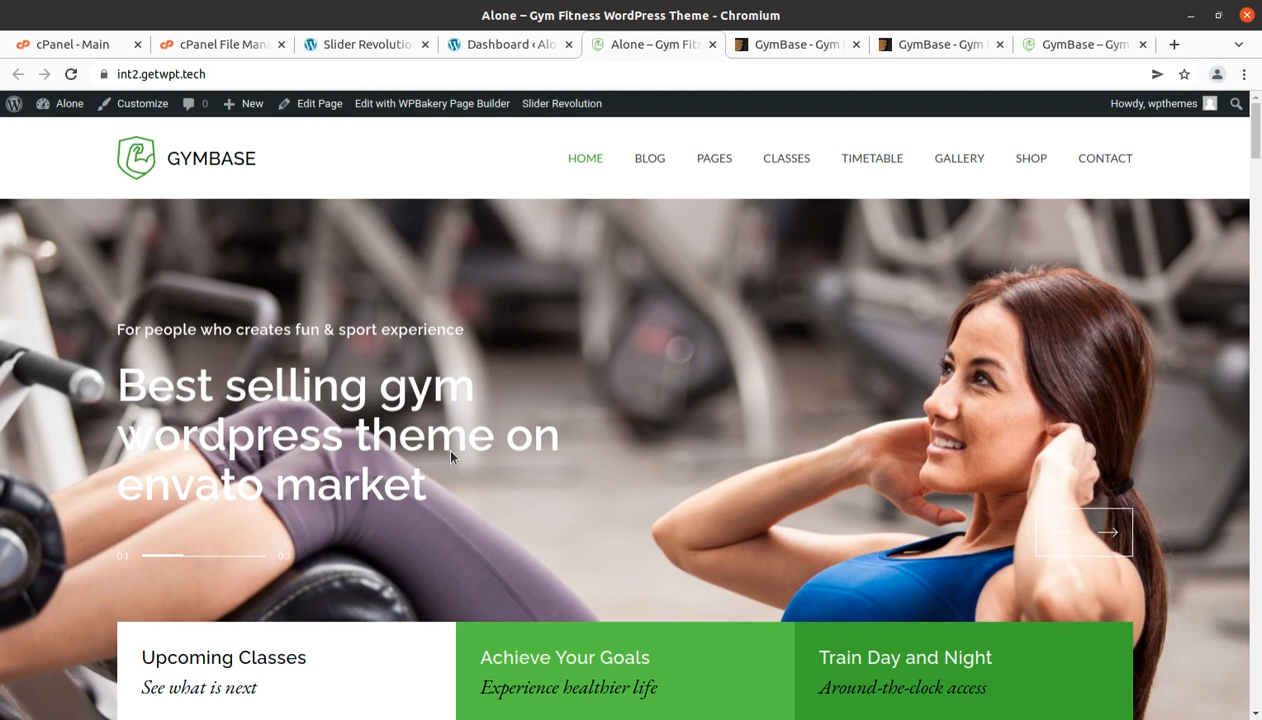 Alone – Gym Fitness WordPress Theme - Chromium
cPanel - Main
cPanel File Man
Slider Revolutio
Dashboard ‹ Alo
Alone – Gym Fit
GymBase - Gym
GymBase - Gym
GymBase – Gym
int2.getwpt.tech
Alone
Customize
0
New
Edit Page
Edit with WPBakery Page Builder
Slider Revolution
Howdy, wpthemes
GYMBASE
HOME
BLOG
PAGES
CLASSES
TIMETABLE
GALLERY
SHOP
CONTACT
For people who creates fun & sport experience
Best selling gym
wordpress theme on
envato market
01
03
Upcoming Classes
See what is next
Achieve Your Goals
Experience healthier life
Train Day and Night
Around-the-clock access